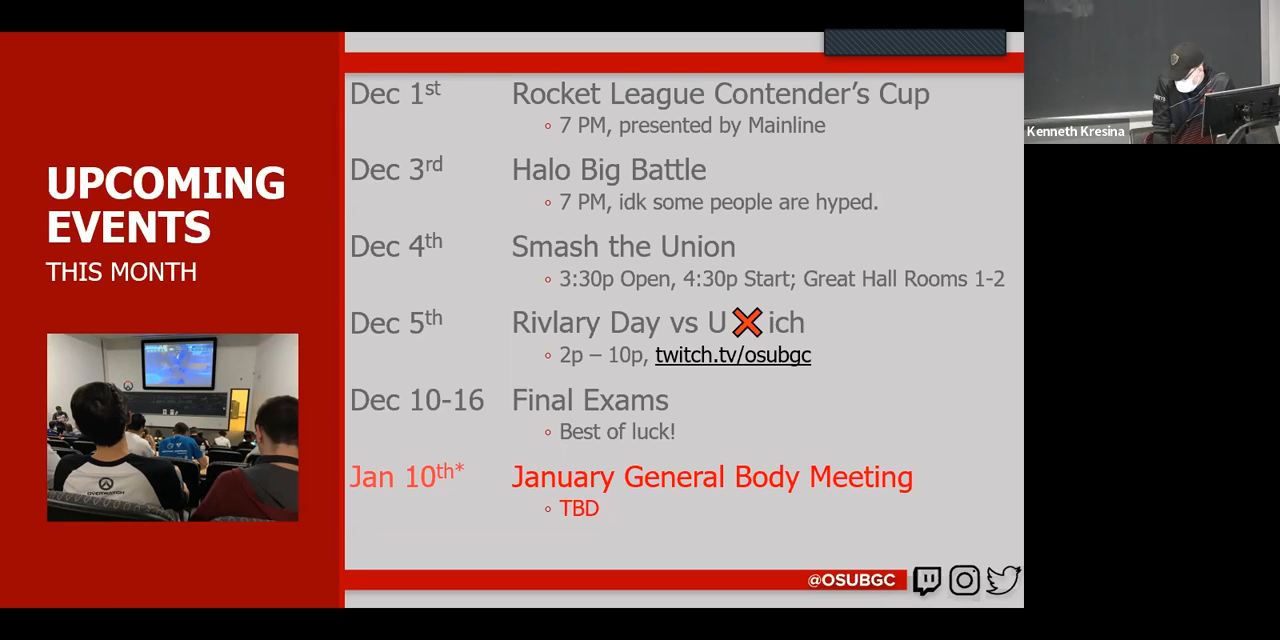 UPCOMING
EVENTS
THIS MONTH
Dec 1st Rocket League Contender's Cup
◦ 7 PM, presented by Mainline
Dec 3rd Halo Big Battle
◦ 7 PM, idk some people are hyped.
Dec 4th Smash the Union
◦ 3:30p Open, 4:30p Start; Great Hall Rooms 1-2
Dec 5th Rivlary Day vs U❌ich
◦ 2p – 10p, twitch.tv/osubgc
Dec 10-16 Final Exams
◦ Best of luck!
Jan 10th* January General Body Meeting
◦ TBD
@OSUBGC
Kenneth Kresina
OVERWATCH